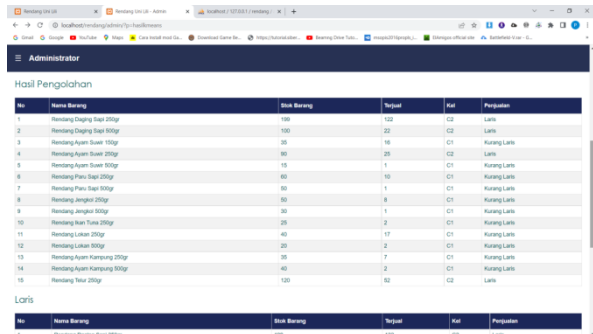 Rendang Uni Lili
Rendang Uni Lili - Admin
localhost / 127.0.0.1 / rendang /
localhost/rendang/admin/?p=hasilkmeans
Gmail Google YouTube Maps
Administrator
Hasil Pengolahan
No Nama Barang Stok Barang Terjual Kel Penjualan
1 Rendang Daging Sapi 250gr 199 122 C2 Laris
2 Rendang Daging Sapi 500gr 100 22 C2 Laris
3 Rendang Ayam Suwir 150gr 35 16 C1 Kurang Laris
4 Rendang Ayam Suwir 250gr 90 25 C2 Laris
5 Rendang Ayam Suwir 500gr 15 1 C1 Kurang Laris
6 Rendang Paru Sapi 250gr 60 10 C1 Kurang Laris
7 Rendang Paru Sapi 500gr 50 1 C1 Kurang Laris
8 Rendang Jengkol 250gr 50 8 C1 Kurang Laris
9 Rendang Jengkol 500gr 30 1 C1 Kurang Laris
10 Rendang Ikan Tuna 250gr 25 2 C1 Kurang Laris
11 Rendang Lokan 250gr 40 17 C1 Kurang Laris
12 Rendang Lokan 500gr 20 2 C1 Kurang Laris
13 Rendang Ayam Kampung 250gr 35 7 C1 Kurang Laris
14 Rendang Ayam Kampung 500gr 40 2 C1 Kurang Laris
15 Rendang Telur 250gr 120 52 C2 Laris
Laris
No Nama Barang Stok Barang Terjual Kel Penjualan